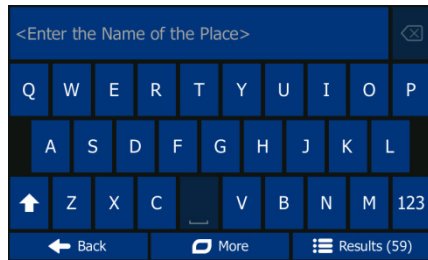 <Enter the Name of the Place>
Q W E R T Y U I O P
A S D F G H J K L
Z X C V B N M 123
Back More Results (59)